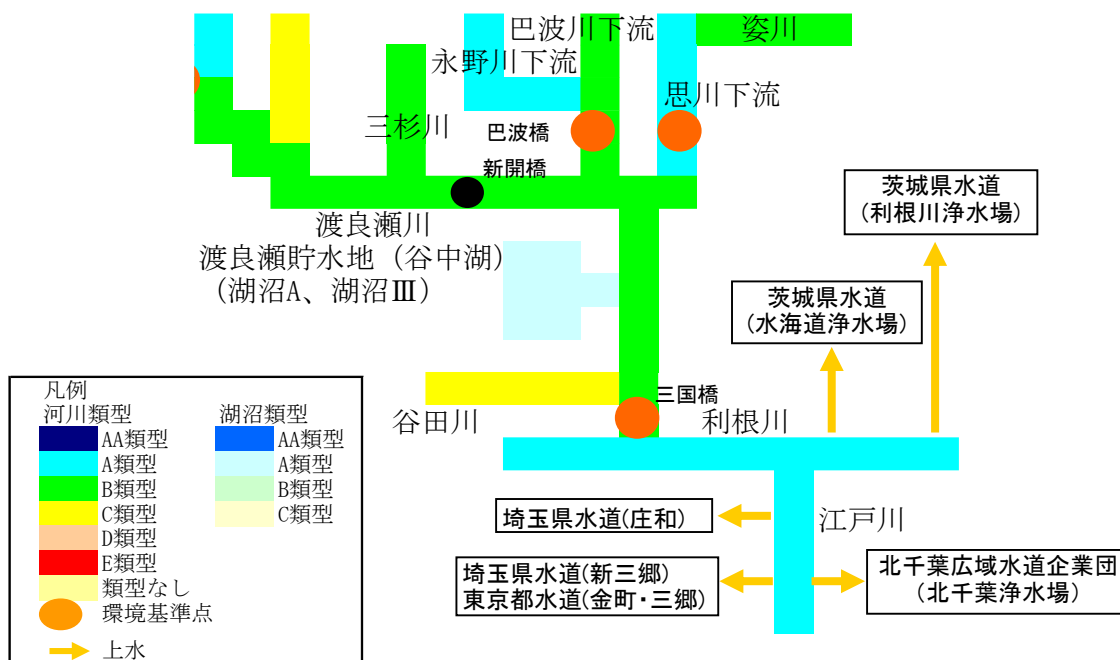 巴波川下流
姿川
永野川下流
思川下流
三杉川
巴波橋
新開橋
茨城県水道
(利根川浄水場)
渡良瀬川
渡良瀬貯水地（谷中湖）
（湖沼A、湖沼Ⅲ）
茨城県水道
(水海道浄水場)
三国橋
谷田川
利根川
凡例
河川類型
湖沼類型
AA類型
AA類型
A類型
A類型
B類型
B類型
C類型
C類型
D類型
E類型
類型なし
環境基準点
上水
埼玉県水道(庄和)
江戸川
埼玉県水道(新三郷)
東京都水道(金町・三郷)
北千葉広域水道企業団
(北千葉浄水場)